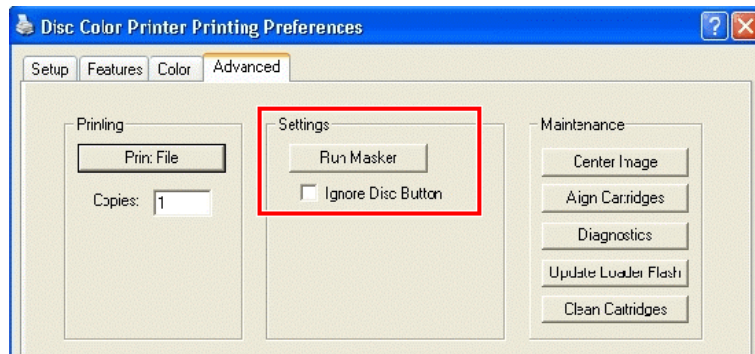 Disc Color Printer Printing Preferences
Setup Features Color Advanced
Printing
Print File
Copies: 1
Settings
Run Masker
Ignore Disc Button
Maintenance
Center Image
Align Cartridges
Diagnostics
Update Loader Flash
Clean Cartridges